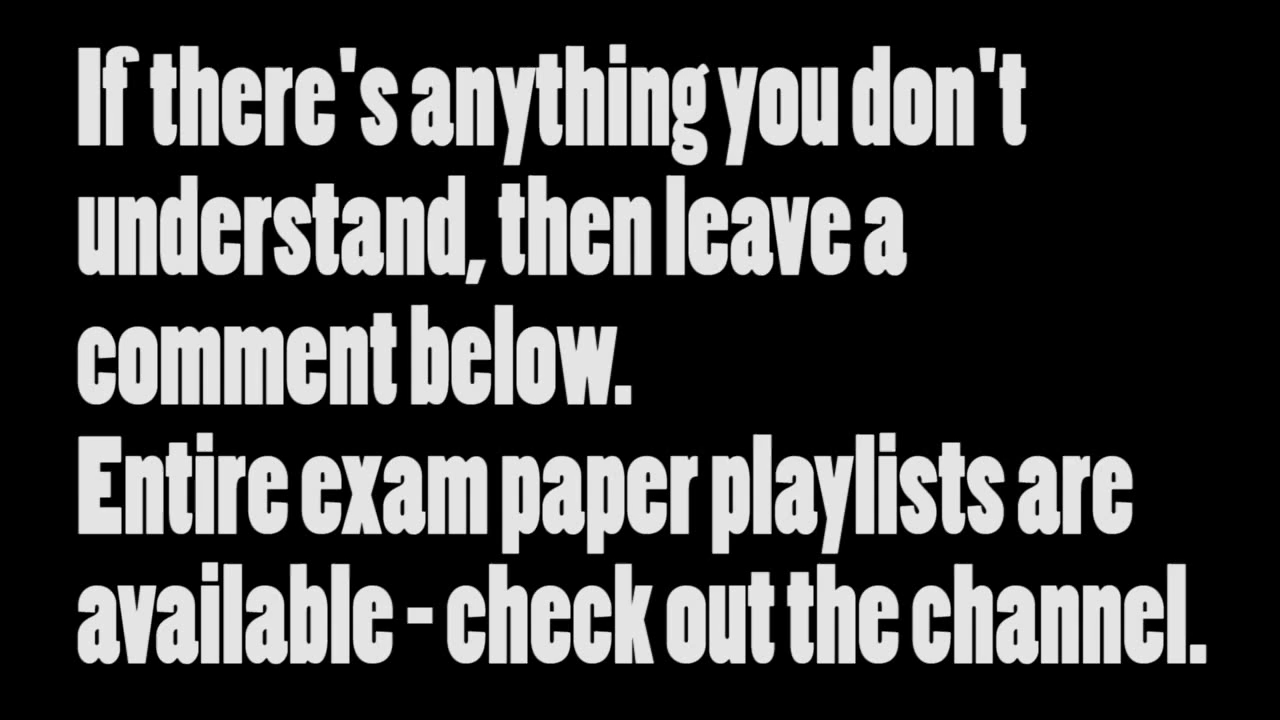 If there's anything you don't
understand, then leave a
comment below.
Entire exam paper playlists are
available - check out the channel.